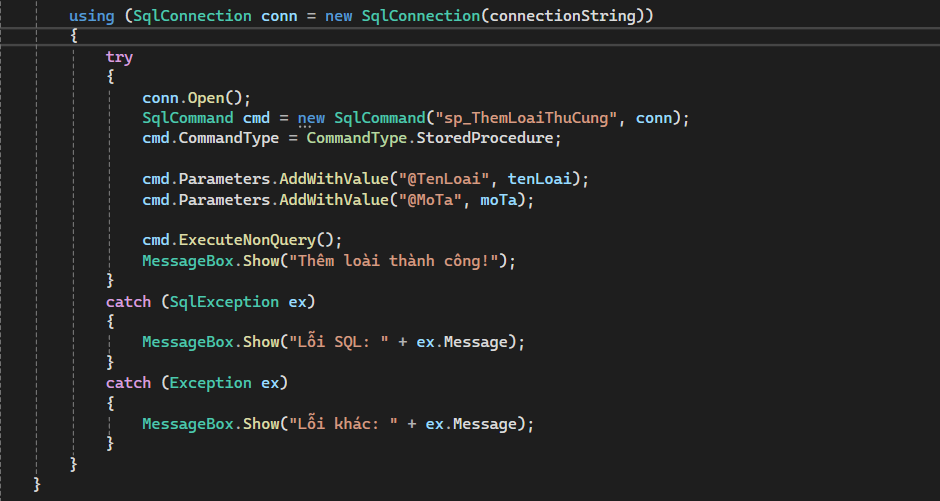 using (SqlConnection conn = new SqlConnection(connectionString))
{
try
{
conn.Open();
SqlCommand cmd = new SqlCommand("sp_ThemLoaiThuCung", conn);
cmd.CommandType = CommandType.StoredProcedure;
cmd.Parameters.AddWithValue("@TenLoai", tenLoai);
cmd.Parameters.AddWithValue("@MoTa", moTa);
cmd.ExecuteNonQuery();
MessageBox.Show("Thêm loài thành công!");
}
catch (SqlException ex)
{
MessageBox.Show("Lỗi SQL: " + ex.Message);
}
catch (Exception ex)
{
MessageBox.Show("Lỗi khác: " + ex.Message);
}
}
}